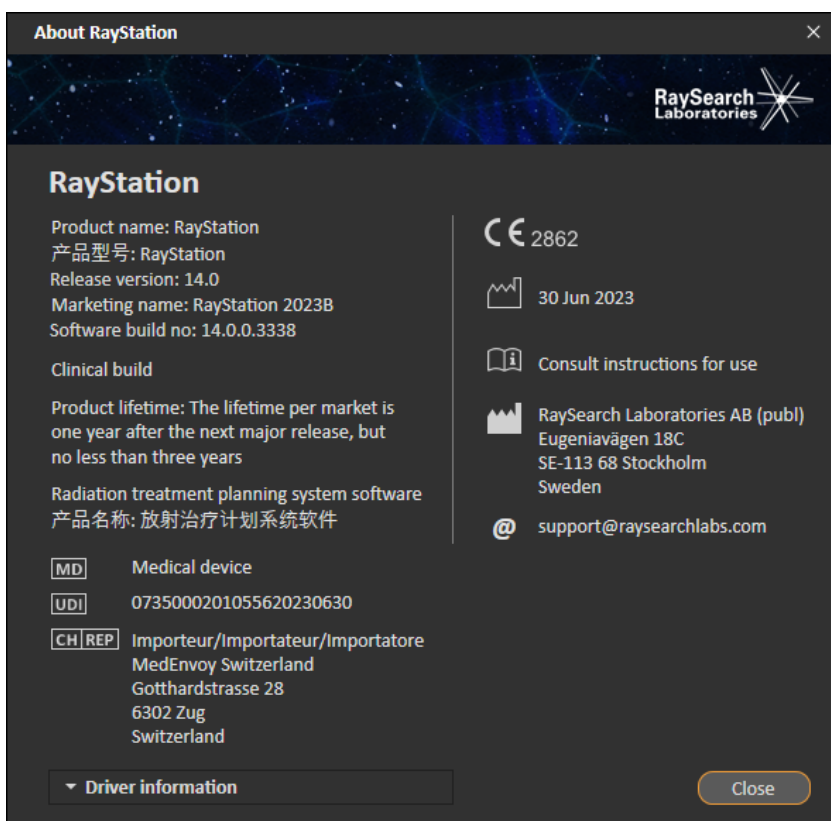 About RayStation
RaySearch
Laboratories
RayStation
Product name: RayStation
产品型号: RayStation
Release version: 14.0
Marketing name: RayStation 2023B
Software build no: 14.0.0.3338
Clinical build
Product lifetime: The lifetime per market is
one year after the next major release, but
no less than three years
Radiation treatment planning system software
产品名称: 放射治疗计划系统软件
MD Medical device
UDI 0735000201055620230630
CH REP Importeur/Importateur/Importatore
MedEnvoy Switzerland
Gotthardstrasse 28
6302 Zug
Switzerland
CE 2862
30 Jun 2023
Consult instructions for use
RaySearch Laboratories AB (publ)
Eugeniavägen 18C
SE-113 68 Stockholm
Sweden
@ support@raysearchlabs.com
Driver information
Close